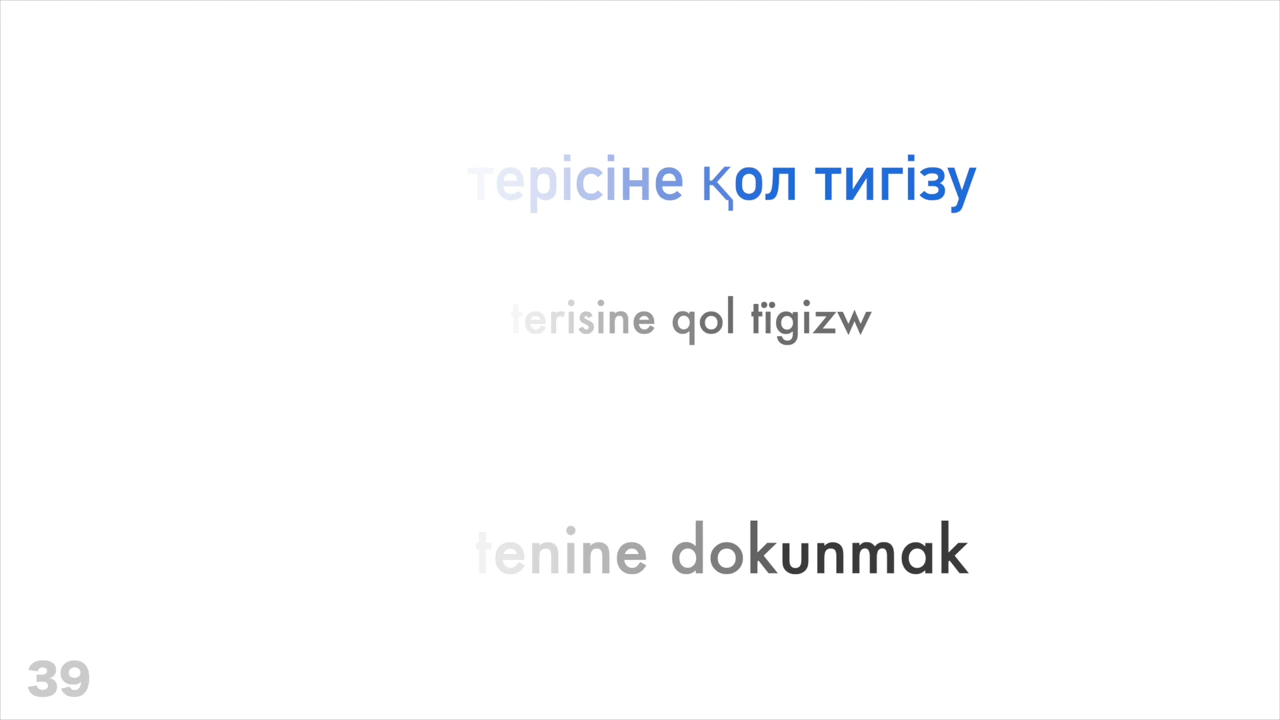 терісіне қол тигізу
terisine qol tïgizw
tenine dokunmak
39